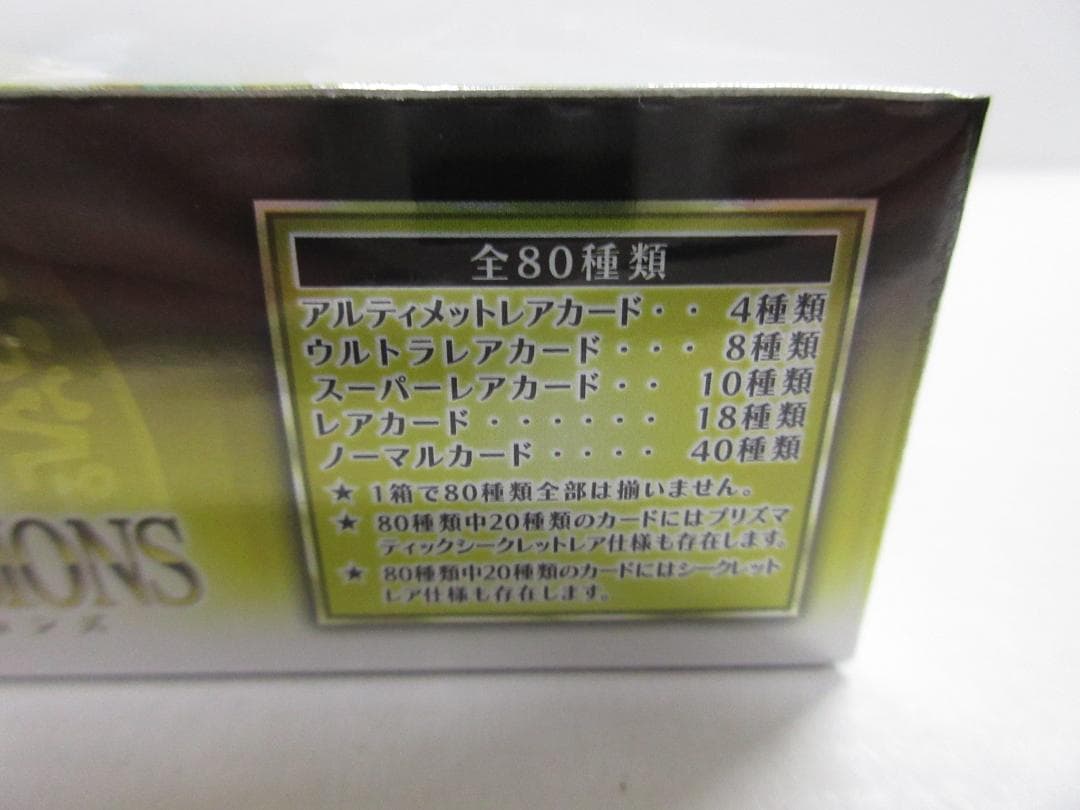 全80種類
アルティメットレアカード・・ 4種類
ウルトラレアカード・・・ 8種類
スーパーレアカード・・ 10種類
レアカード・・・・・・ 18種類
ノーマルカード・・・・ 40種類
★ 1箱で80種類全部は揃いません。
★ 80種類中20種類のカードにはプリズマ
ティックシークレットレア仕様も存在します。
★ 80種類中20種類のカードにはシークレット
レア仕様も存在します。
IONS
ンズ